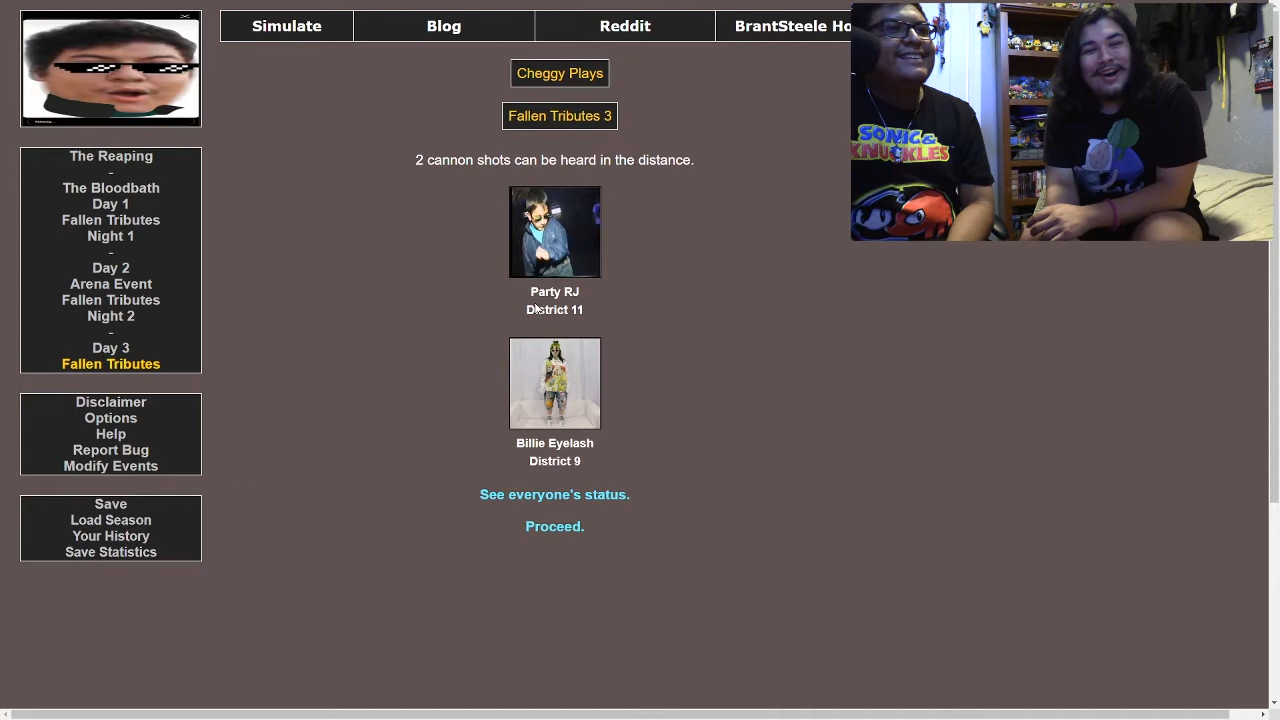 Simulate
Blog
Reddit
BrantSteele Ho
Cheggy Plays
Fallen Tributes 3
2 cannon shots can be heard in the distance.
Party RJ
District 11
Billie Eyelash
District 9
See everyone's status.
Proceed.
The Reaping
-
The Bloodbath
Day 1
Fallen Tributes
Night 1
-
Day 2
Arena Event
Fallen Tributes
Night 2
-
Day 3
Fallen Tributes
Disclaimer
Options
Help
Report Bug
Modify Events
Save
Load Season
Your History
Save Statistics
SONIC
& KNUCKLES